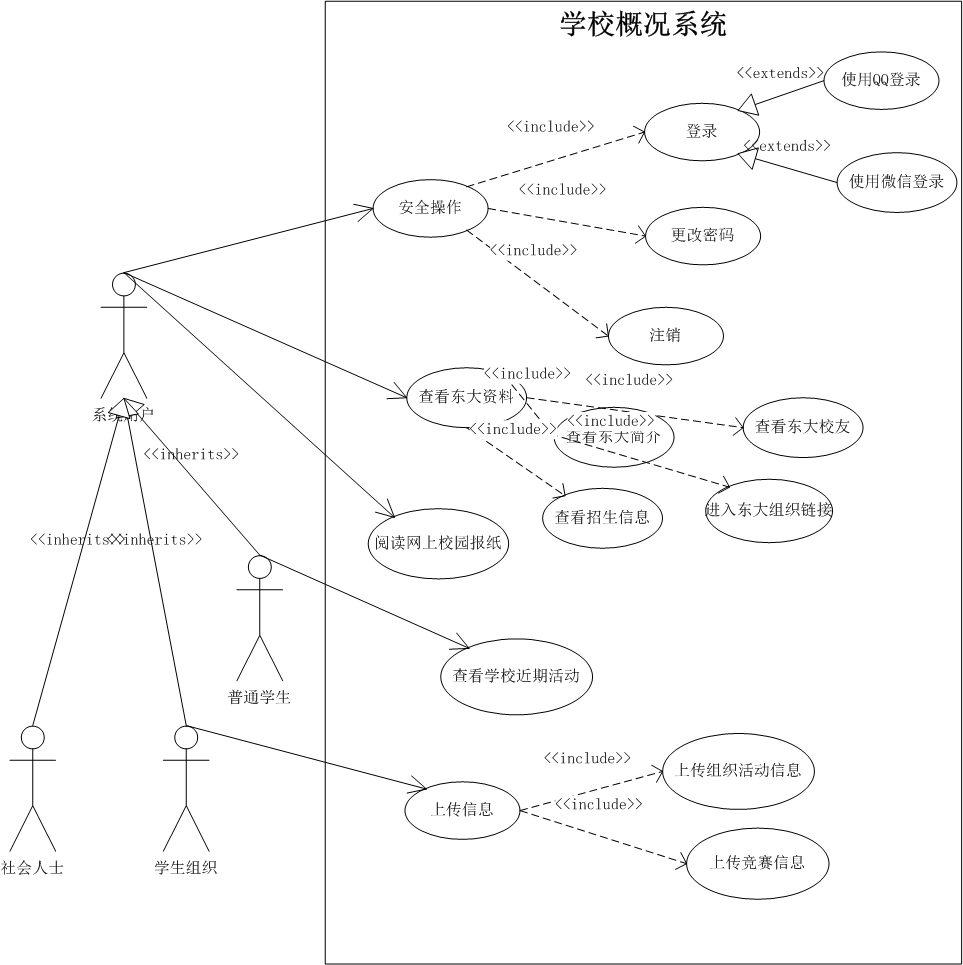 学校概况系统
<<extends>>
使用QQ登录
<<include>>
登录
<<extends>>
使用微信登录
<<include>>
安全操作
更改密码
<<include>>
注销
<<include>>
<<include>>
查看东大资料
系统用户
<<include>>
<<include>>
查看东大简介
查看东大校友
<<inherits>>
进入东大组织链接
查看招生信息
<<inherits>>
<<inherits>>
阅读网上校园报纸
查看学校近期活动
普通学生
<<include>>
上传组织活动信息
<<include>>
上传信息
上传竞赛信息
社会人士
学生组织